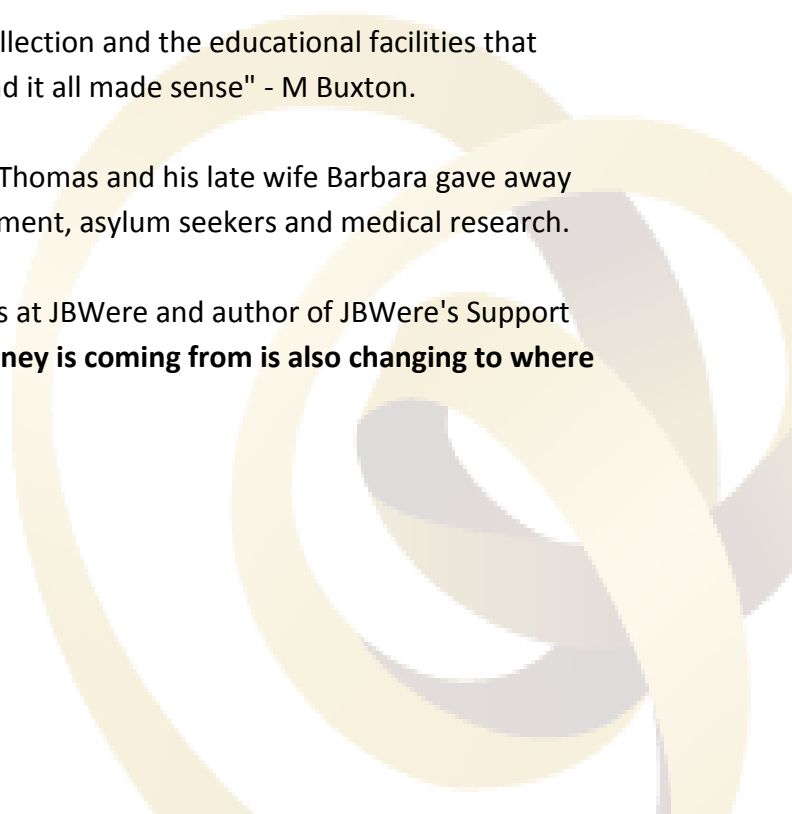 llection and the educational facilities that
d it all made sense" - M Buxton.
Thomas and his late wife Barbara gave away
ment, asylum seekers and medical research.
s at JBWere and author of JBWere's Support
ney is coming from is also changing to where